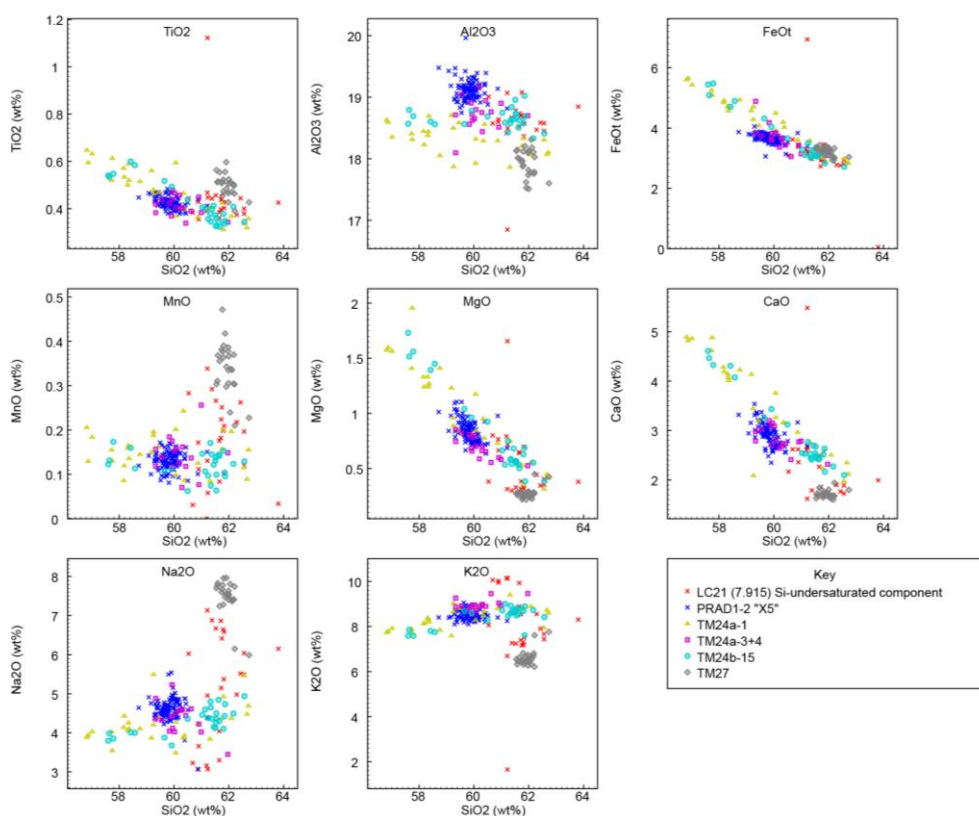 TiO2
1.2
1
0.8
0.6
0.4
TiO2 (wt%)
58 60 62 64
SiO2 (wt%)
Al2O3
20
19
18
17
Al2O3 (wt%)
58 60 62 64
SiO2 (wt%)
FeOt
6
4
2
0
FeOt (wt%)
58 60 62 64
SiO2 (wt%)
MnO
0.5
0.4
0.3
0.2
0.1
0
MnO (wt%)
58 60 62 64
SiO2 (wt%)
MgO
2
1.5
1
0.5
MgO (wt%)
58 60 62 64
SiO2 (wt%)
CaO
5
4
3
2
CaO (wt%)
58 60 62 64
SiO2 (wt%)
Na2O
8
7
6
5
4
3
Na2O (wt%)
58 60 62 64
SiO2 (wt%)
K2O
10
8
6
4
2
K2O (wt%)
58 60 62 64
SiO2 (wt%)
Key
LC21 (7.915) Si-undersaturated component
PRAD1-2 "X5"
TM24a-1
TM24a-3+4
TM24b-15
TM27